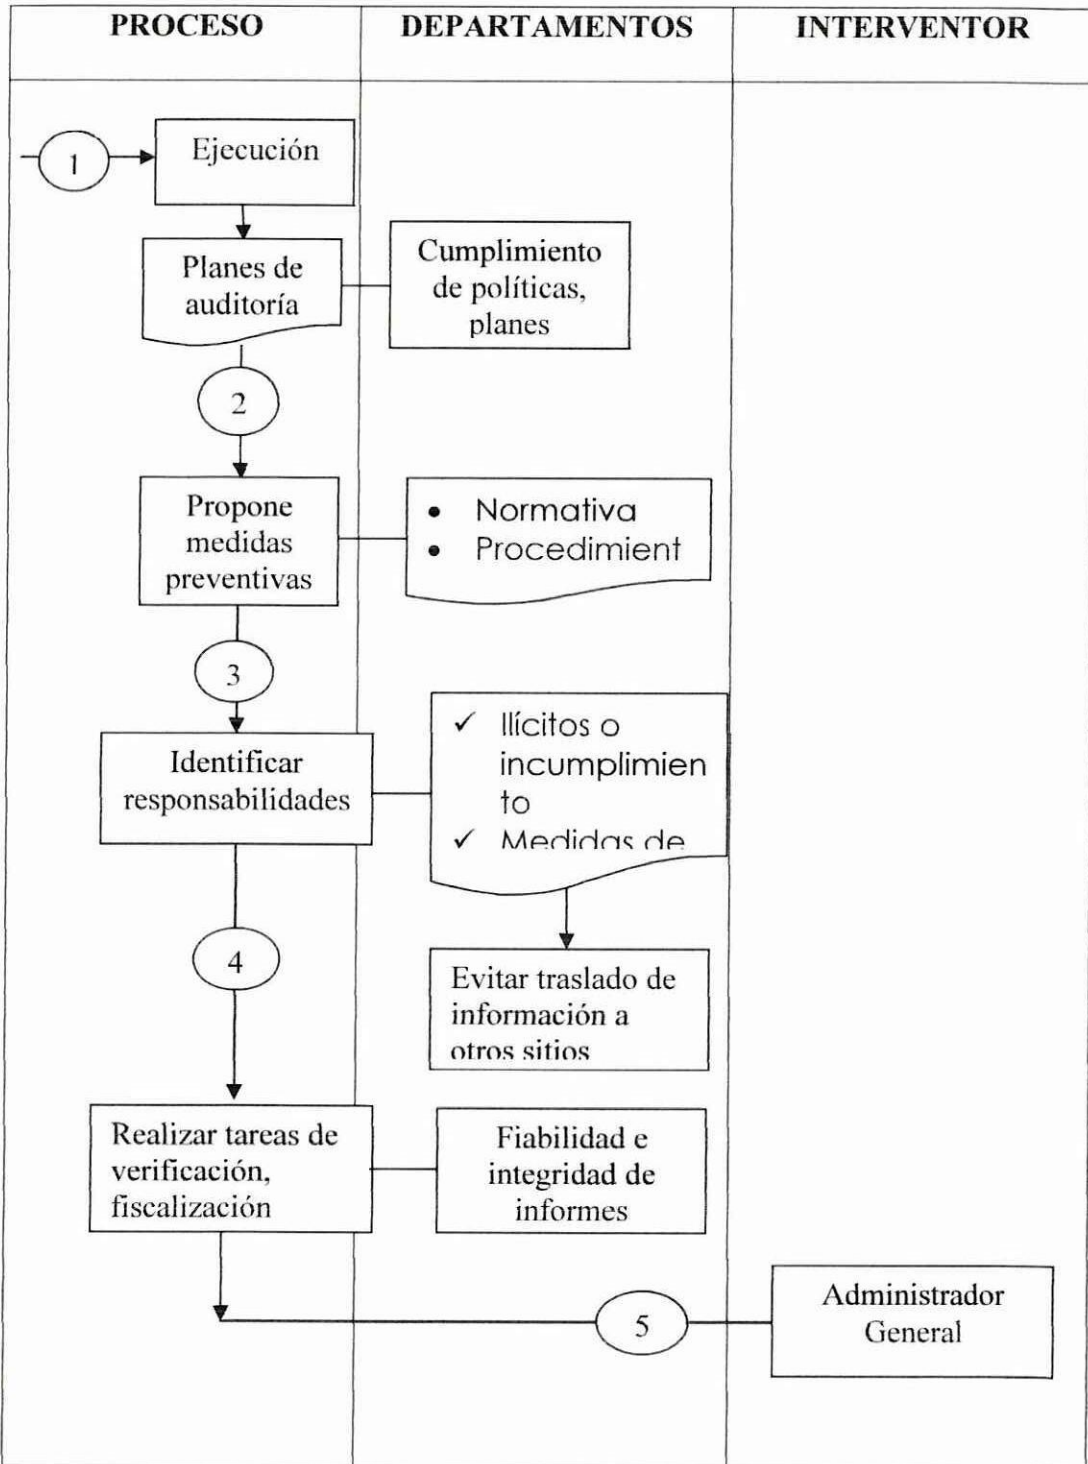 PROCESO
DEPARTAMENTOS
INTERVENTOR
1
Ejecución
Planes de
auditoría
Cumplimiento
de políticas,
planes
2
Propone
medidas
preventivas
• Normativa
• Procedimient
3
Identificar
responsabilidades
✓ Ilícitos o
incumplimien
to
✓ Medidas de
4
Evitar traslado de
información a
otros sitios
Realizar tareas de
verificación,
fiscalización
Fiabilidad e
integridad de
informes
5
Administrador
General